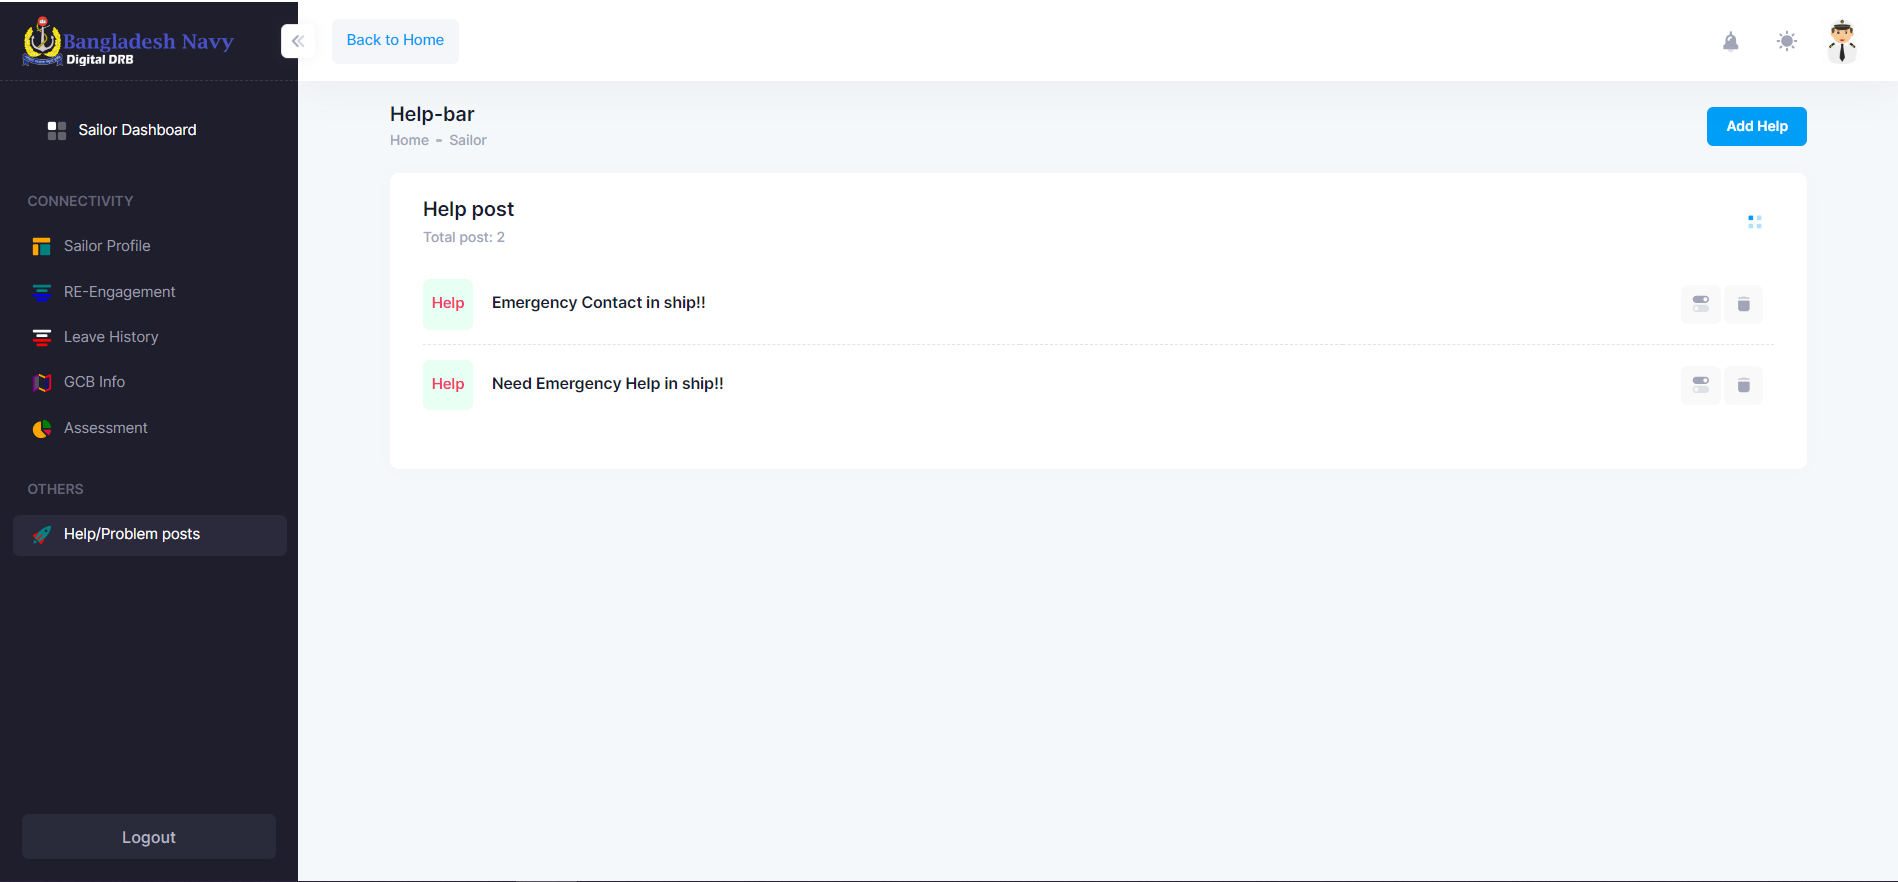 Bangladesh Navy
Digital DRB
Back to Home
Sailor Dashboard
CONNECTIVITY
Sailor Profile
RE-Engagement
Leave History
GCB Info
Assessment
OTHERS
Help/Problem posts
Logout
Help-bar
Home - Sailor
Add Help
Help post
Total post: 2
Help Emergency Contact in ship!!
Help Need Emergency Help in ship!!